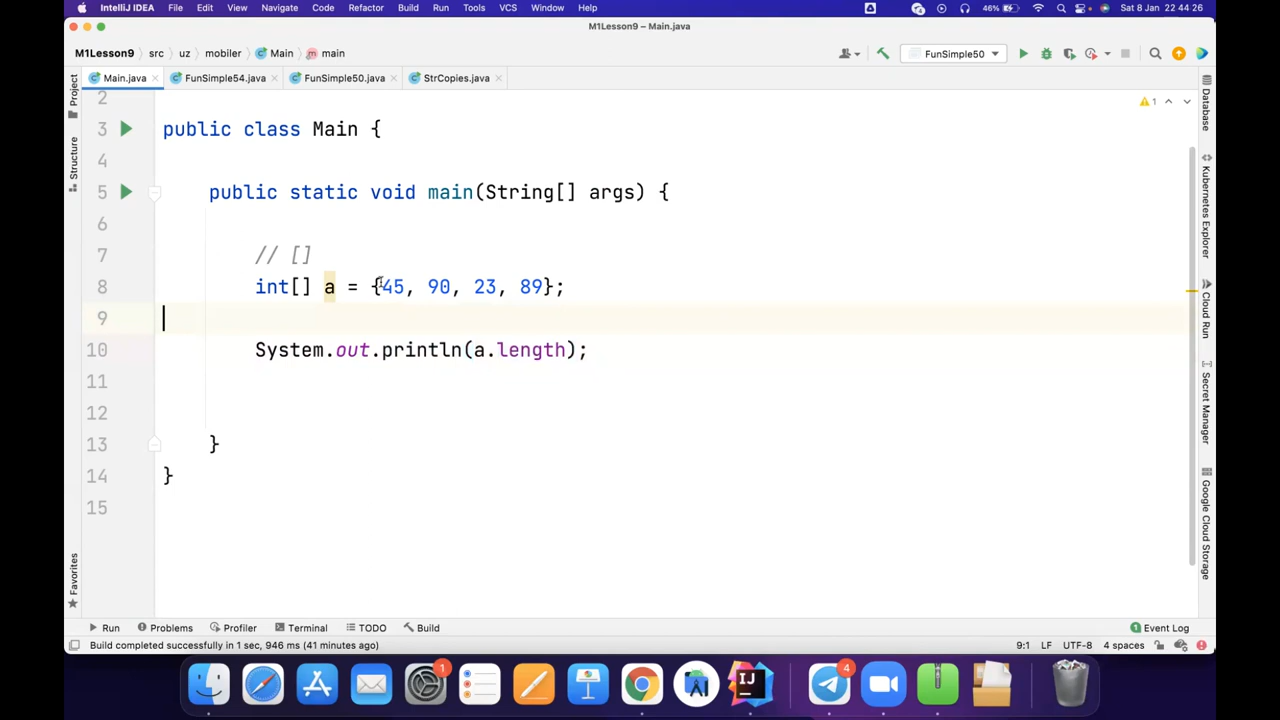 IntelliJ IDEA File Edit View Navigate Code Refactor Build Run Tools VCS Window Help 46% Sat 8 Jan 22 44 26
M1Lesson9 – Main.java
M1Lesson9 src uz mobiler Main main FunSimple50
Main.java FunSimple54.java FunSimple50.java StrCopies.java
Project
Structure
Favorites
2
3 public class Main {
4
5 public static void main(String[] args) {
6
7 // []
8 int[] a = {45, 90, 23, 89};
9
10 System.out.println(a.length);
11
12
13 }
14 }
15
1
Database
Kubernetes Explorer
Cloud Run
Secret Manager
Google Cloud Storage
Run Problems Profiler Terminal TODO Build 1 Event Log
Build completed successfully in 1 sec, 946 ms (41 minutes ago) 9:1 LF UTF-8 4 spaces
1 IJ 4